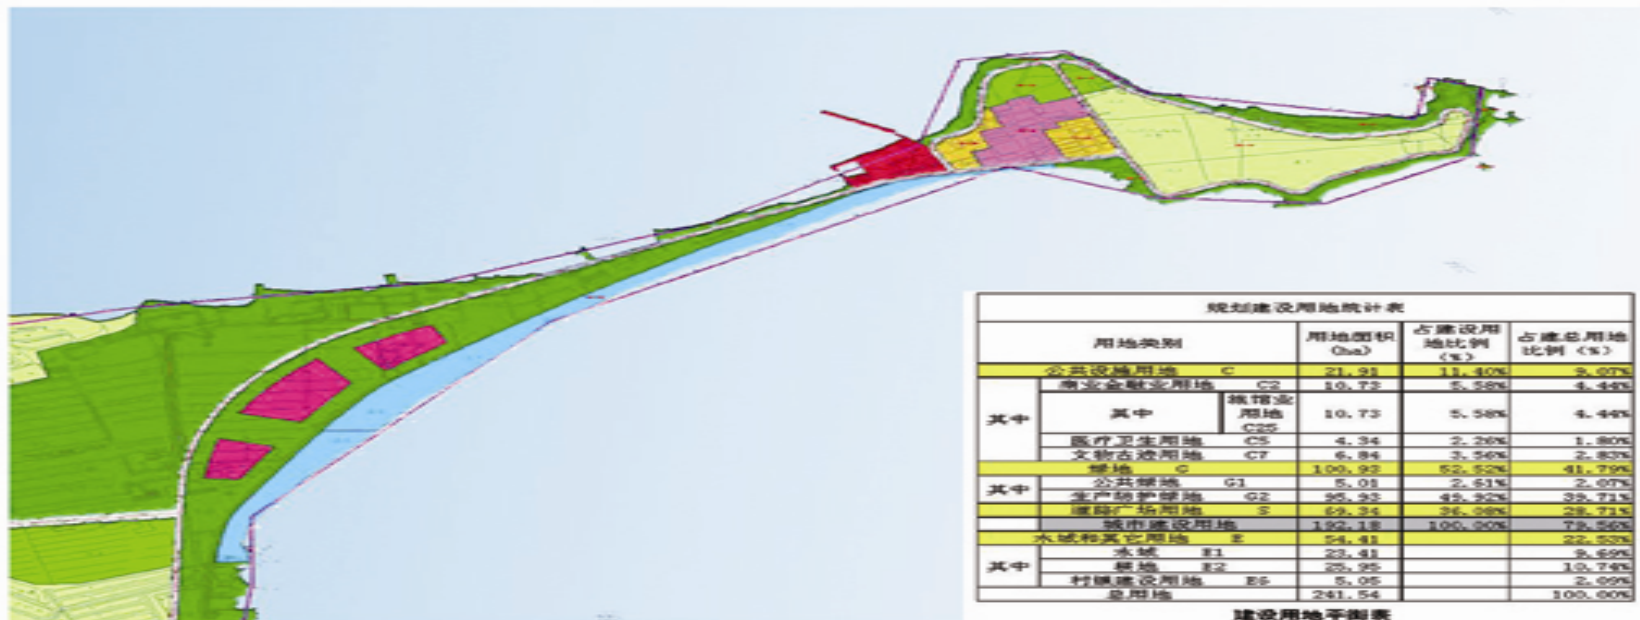 规划建设用地统计表
用地类别 用地面积(ha) 占建设用地比例(%) 占建总用地比例(%)
公共设施用地 C 21.91 11.40% 9.07%
其中 商业金融业用地 C2 10.73 5.58% 4.44%
其中 旅馆业用地 C25 10.73 5.58% 4.44%
医疗卫生用地 C5 4.34 2.26% 1.80%
文物古迹用地 C7 6.84 3.56% 2.83%
绿地 G 100.93 52.52% 41.79%
其中 公共绿地 G1 5.01 2.61% 2.07%
生产防护绿地 G2 95.93 49.92% 39.71%
道路广场用地 S 69.34 36.08% 28.71%
城市建设用地 192.18 100.00% 79.56%
水域和其它用地 E 54.41 22.53%
其中 水域 E1 23.41 9.69%
耕地 E2 25.95 10.74%
村镇建设用地 E6 5.05 2.09%
总用地 241.54 100.00%
建设用地平衡表